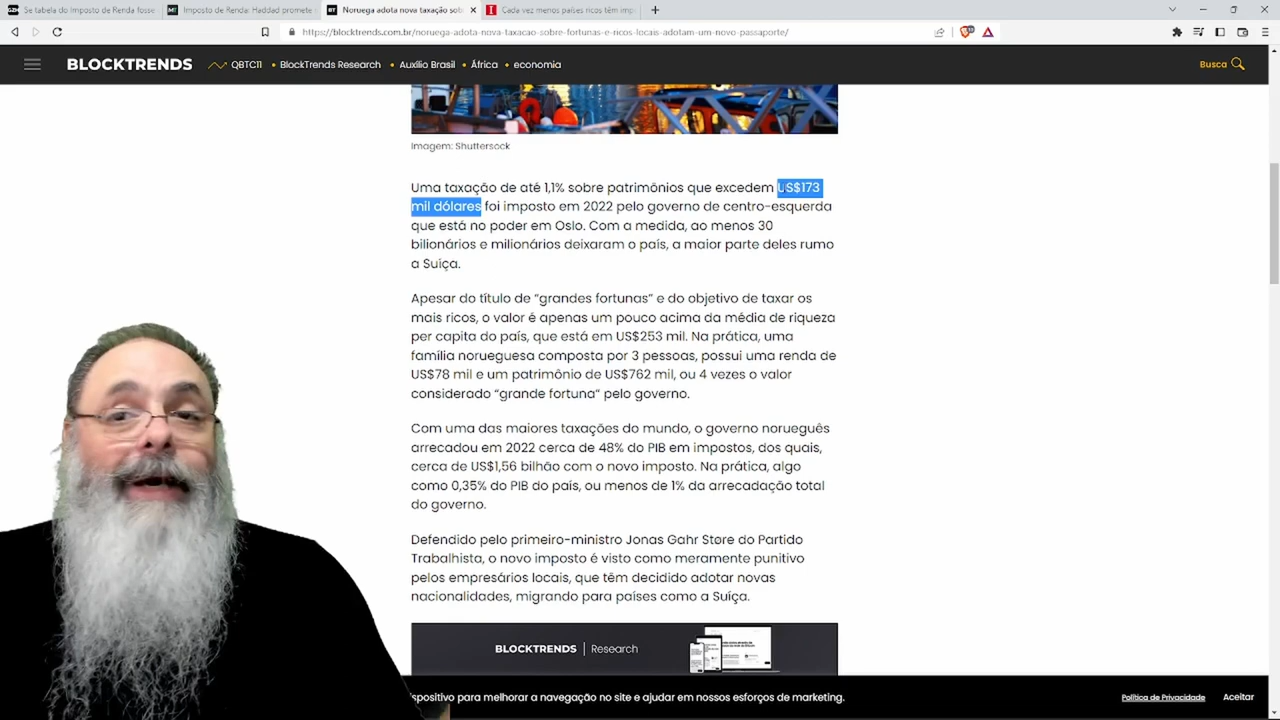 Se tabela do Imposto de Renda fosse
Imposto de Renda: Haddad promete
Noruega adota nova taxação sob
Cada vez menos países ricos têm imp
https://blocktrends.com.br/noruega-adota-nova-taxacao-sobre-fortunas-e-ricos-locais-adotam-um-novo-passaporte/
BLOCKTRENDS
QBTC11
BlockTrends Research
Auxílio Brasil
África
economia
Busca
Imagem: Shuttersock
Uma taxação de até 1,1% sobre patrimônios que excedem US$173
mil dólares foi imposto em 2022 pelo governo de centro-esquerda
que está no poder em Oslo. Com a medida, ao menos 30
bilionários e milionários deixaram o país, a maior parte deles rumo
a Suíça.
Apesar do título de “grandes fortunas” e do objetivo de taxar os
mais ricos, o valor é apenas um pouco acima da média de riqueza
per capita do país, que está em US$253 mil. Na prática, uma
família norueguesa composta por 3 pessoas, possui uma renda de
US$78 mil e um patrimônio de US$762 mil, ou 4 vezes o valor
considerado “grande fortuna” pelo governo.
Com uma das maiores taxações do mundo, o governo norueguês
arrecadou em 2022 cerca de 48% do PIB em impostos, dos quais,
cerca de US$1,56 bilhão com o novo imposto. Na prática, algo
como 0,35% do PIB do país, ou menos de 1% da arrecadação total
do governo.
Defendido pelo primeiro-ministro Jonas Gahr Støre do Partido
Trabalhista, o novo imposto é visto como meramente punitivo
pelos empresários locais, que têm decidido adotar novas
nacionalidades, migrando para países como a Suíça.
BLOCKTRENDS | Research
spositivo para melhorar a navegação no site e ajudar em nossos esforços de marketing.
Política de Privacidade
Aceitar